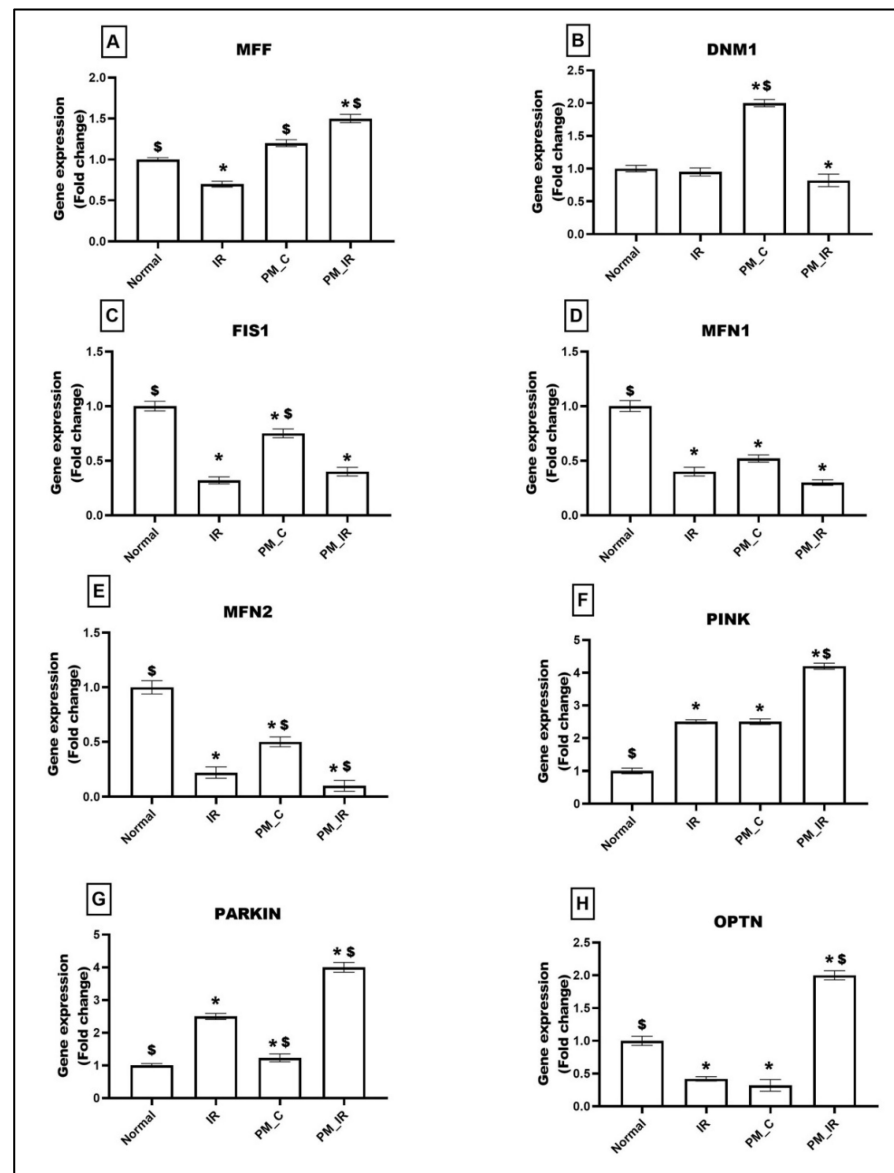 A
MFF
Gene expression
(Fold change)
2.0
1.5
1.0
0.5
0.0
$
*
$
* $
Normal
IR
PM_C
PM_IR
B
DNM1
Gene expression
(Fold change)
2.5
2.0
1.5
1.0
0.5
0.0
* $
*
Normal
IR
PM_C
PM_IR
C
FIS1
Gene expression
(Fold change)
1.5
1.0
0.5
0.0
$
*
* $
*
Normal
IR
PM_C
PM_IR
D
MFN1
Gene expression
(Fold change)
1.5
1.0
0.5
0.0
$
*
*
*
Normal
IR
PM_C
PM_IR
E
MFN2
Gene expression
(Fold change)
1.5
1.0
0.5
0.0
$
*
* $
* $
Normal
IR
PM_C
PM_IR
F
PINK
Gene expression
(Fold change)
5
4
3
2
1
0
$
*
*
* $
Normal
IR
PM_C
PM_IR
G
PARKIN
Gene expression
(Fold change)
5
4
3
2
1
0
$
*
* $
* $
Normal
IR
PM_C
PM_IR
H
OPTN
Gene expression
(Fold change)
2.5
2.0
1.5
1.0
0.5
0.0
$
*
*
* $
Normal
IR
PM_C
PM_IR